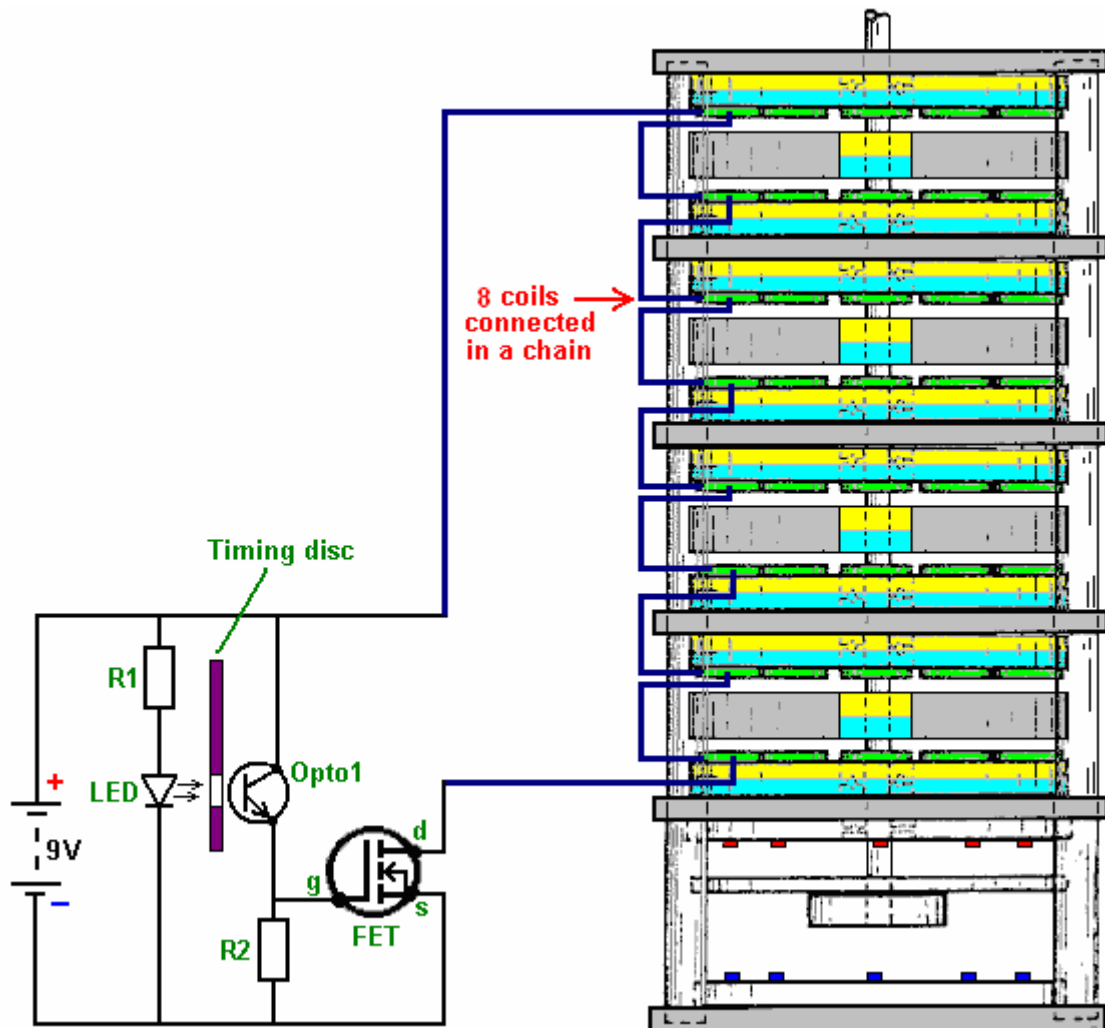 8 coils
connected
in a chain
Timing disc
R1
LED
Opto1
+
9V
−
d
g
s
FET
R2